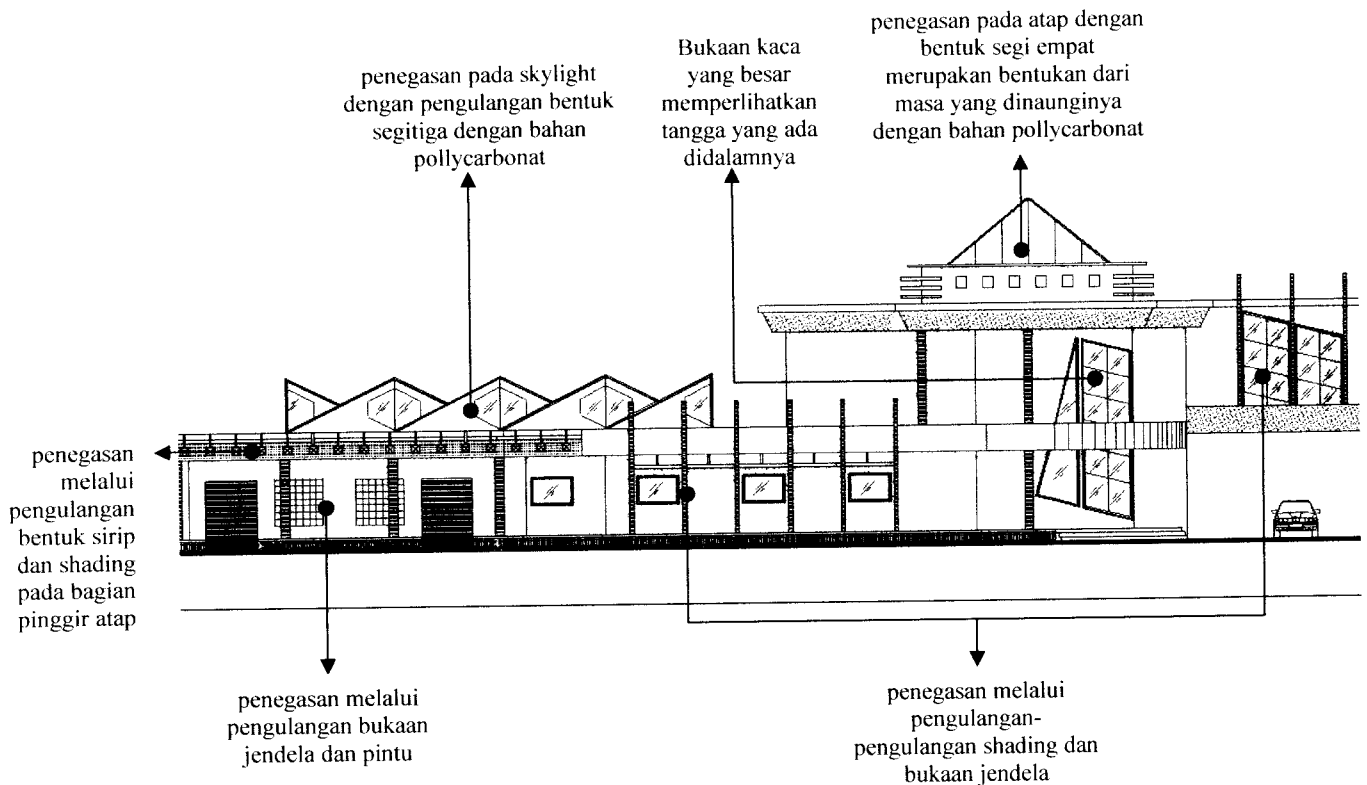 penegasan pada skylight
dengan pengulangan bentuk
segitiga dengan bahan
pollycarbonat
Bukaan kaca
yang besar
memperlihatkan
tangga yang ada
didalamnya
penegasan pada atap dengan
bentuk segi empat
merupakan bentukan dari
masa yang dinaunginya
dengan bahan pollycarbonat
penegasan
melalui
pengulangan
bentuk sirip
dan shading
pada bagian
pinggir atap
penegasan melalui
pengulangan bukaan
jendela dan pintu
penegasan melalui
pengulangan-
pengulangan shading dan
bukaan jendela